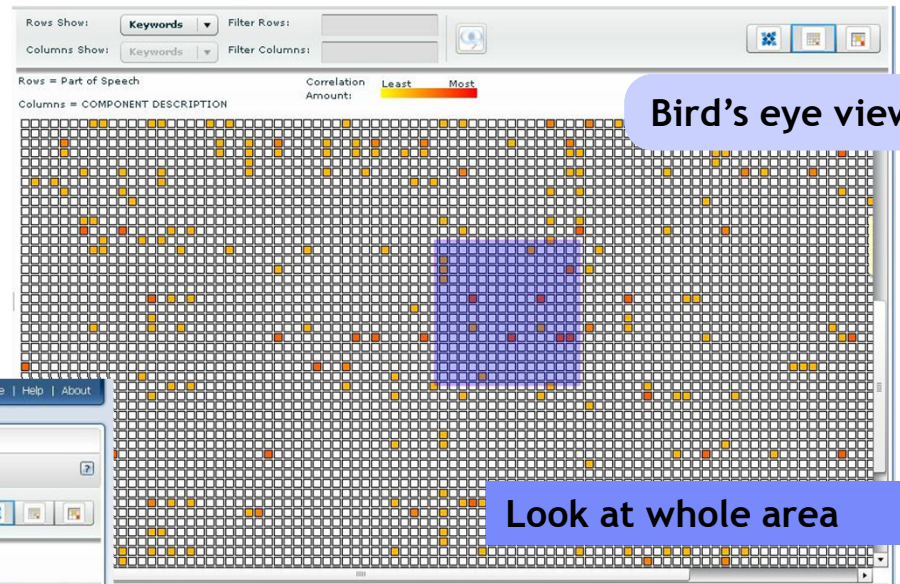 Rows Show: Keywords Filter Rows:
Columns Show: Keywords Filter Columns:
Rows = Part of Speech
Columns = COMPONENT DESCRIPTION
Correlation Amount: Least Most
Bird's eye view
e | Help | About
?
Look at whole area